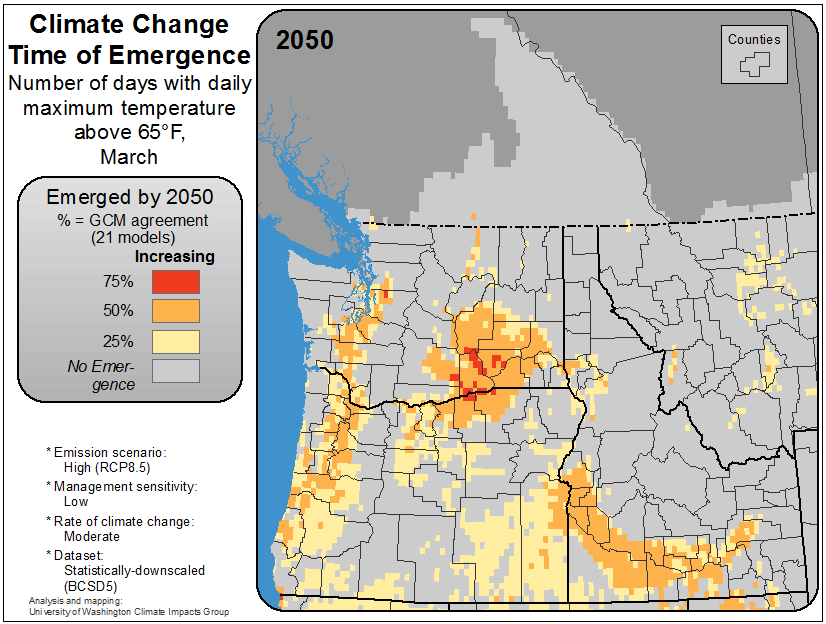 Climate Change
Time of Emergence
Number of days with daily
maximum temperature
above 65°F,
March
Emerged by 2050
% = GCM agreement
(21 models)
Increasing
75%
50%
25%
No Emer-
gence
* Emission scenario:
High (RCP8.5)
* Management sensitivity:
Low
* Rate of climate change:
Moderate
* Dataset:
Statistically-downscaled
(BCSD5)
Analysis and mapping:
University of Washington Climate Impacts Group
2050
Counties